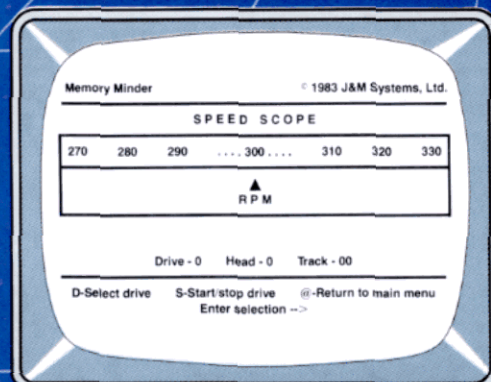 Memory Minder © 1983 J&M Systems, Ltd.
SPEED SCOPE
270 280 290 ....300.... 310 320 330
RPM
Drive - 0 Head - 0 Track - 00
D-Select drive S-Start/stop drive @-Return to main menu
Enter selection -->